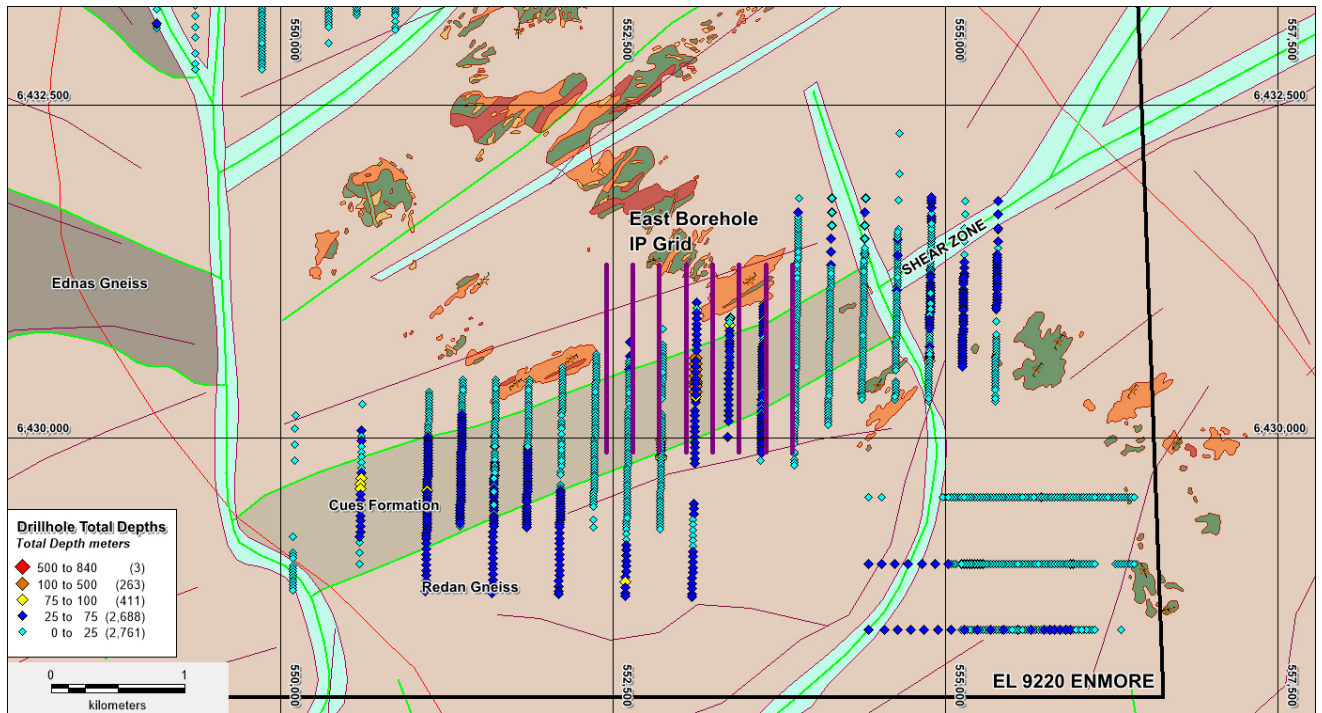 550,000
552,500
555,000
557,500
6,432,500
6,432,500
East Borehole
IP Grid
SHEAR ZONE
Ednas Gneiss
6,430,000
6,430,000
Cues Formation
Redan Gneiss
Drillhole Total Depths
Total Depth meters
500 to 840 (3)
100 to 500 (263)
75 to 100 (411)
25 to 75 (2,688)
0 to 25 (2,761)
0 1
kilometers
550,000
552,500
555,000
557,500
EL 9220 ENMORE